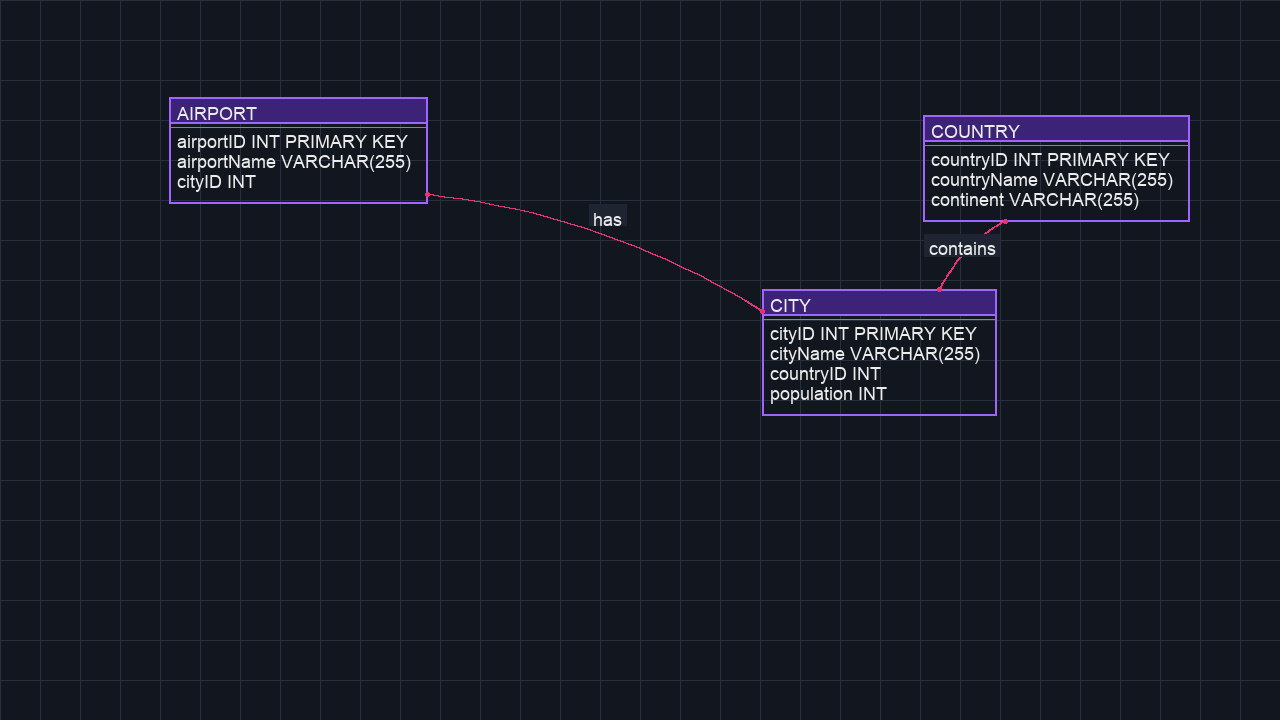 AIRPORT
airportID INT PRIMARY KEY
airportName VARCHAR(255)
cityID INT
has
COUNTRY
countryID INT PRIMARY KEY
countryName VARCHAR(255)
continent VARCHAR(255)
contains
CITY
cityID INT PRIMARY KEY
cityName VARCHAR(255)
countryID INT
population INT